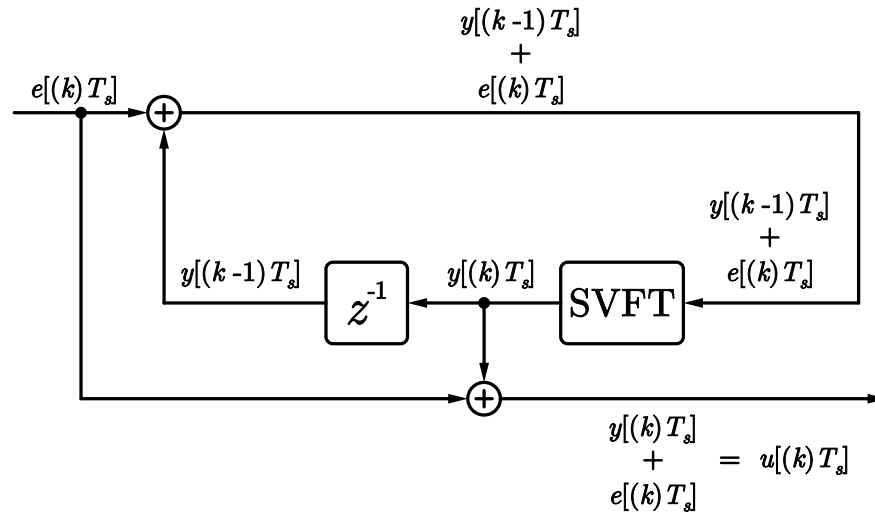 y[(k -1) T_s]
+
e[(k) T_s]
e[(k) T_s]
+
y[(k -1) T_s]
+
e[(k) T_s]
y[(k -1) T_s]
z^{-1}
y[(k) T_s]
SVFT
+
y[(k) T_s]
+
e[(k) T_s]
= u[(k) T_s]